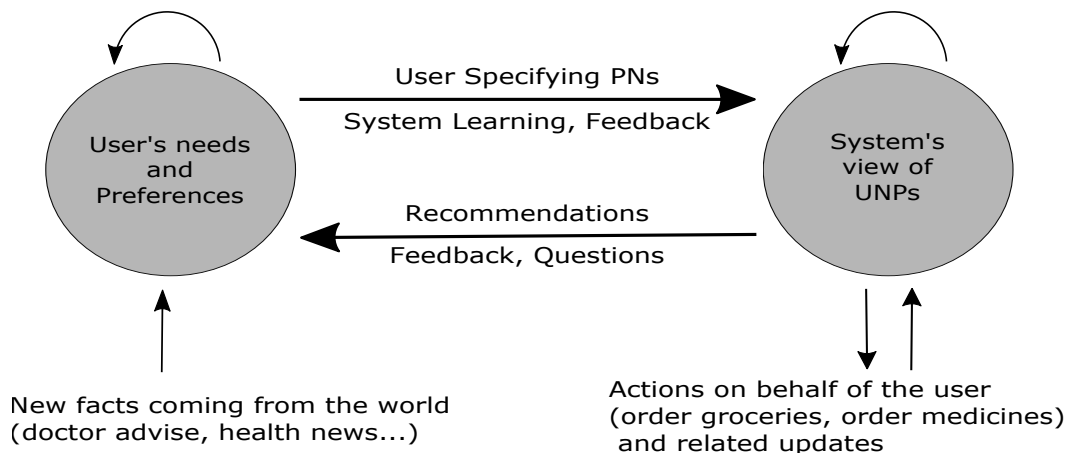 User Specifying PNs
System Learning, Feedback
User's needs
and
Preferences
System's
view of
UNPs
Recommendations
Feedback, Questions
New facts coming from the world
(doctor advise, health news...)
Actions on behalf of the user
(order groceries, order medicines)
and related updates